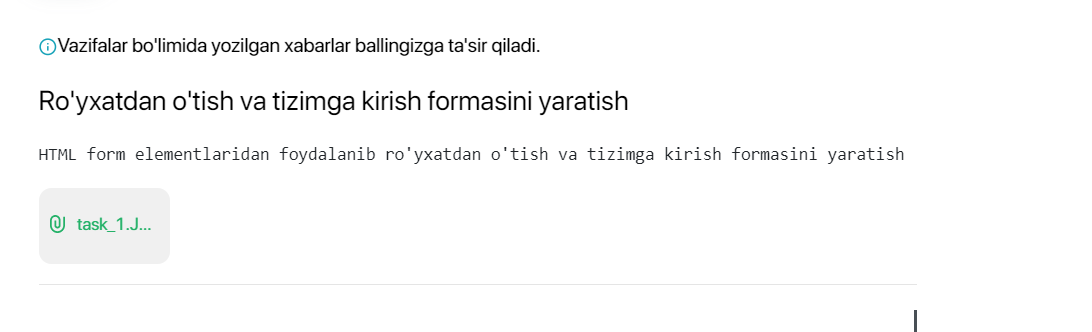 Vazifalar bo'limida yozilgan xabarlar ballingizga ta'sir qiladi.
Ro'yxatdan o'tish va tizimga kirish formasini yaratish
HTML form elementlaridan foydalanib ro'yxatdan o'tish va tizimga kirish formasini yaratish
task_1.J...